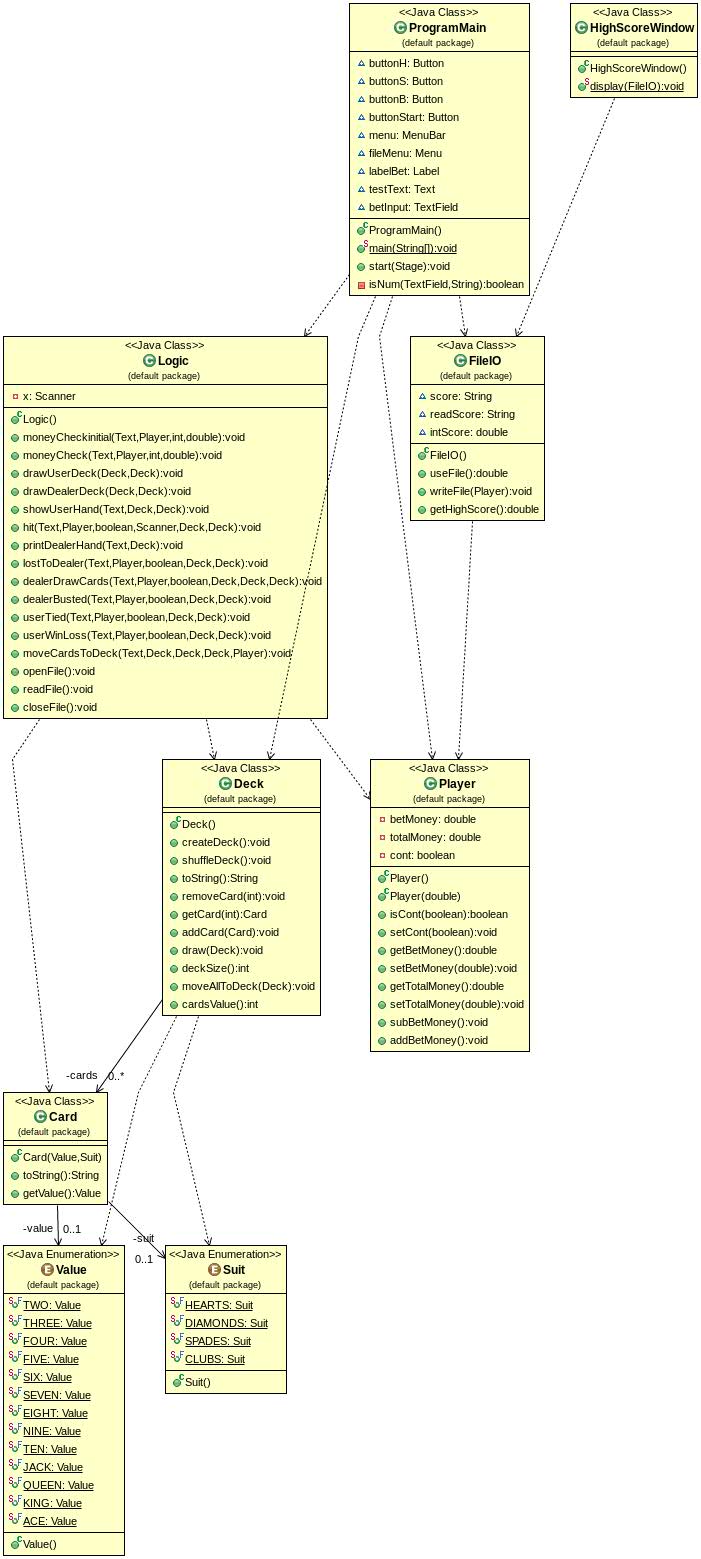 <<Java Class>>
ProgramMain
(default package)
buttonH: Button
buttonS: Button
buttonB: Button
buttonStart: Button
menu: MenuBar
fileMenu: Menu
labelBet: Label
testText: Text
betInput: TextField
ProgramMain()
main(String[]):void
start(Stage):void
isNum(TextField,String):boolean
<<Java Class>>
HighScoreWindow
(default package)
HighScoreWindow()
display(FileIO):void
<<Java Class>>
Logic
(default package)
x: Scanner
Logic()
moneyCheckinitial(Text,Player,int,double):void
moneyCheck(Text,Player,int,double):void
drawUserDeck(Deck,Deck):void
drawDealerDeck(Deck,Deck):void
showUserHand(Text,Deck,Deck):void
hit(Text,Player,boolean,Scanner,Deck,Deck):void
printDealerHand(Text,Deck):void
lostToDealer(Text,Player,boolean,Deck,Deck):void
dealerDrawCards(Text,Player,boolean,Deck,Deck,Deck):void
dealerBusted(Text,Player,boolean,Deck,Deck):void
userTied(Text,Player,boolean,Deck,Deck):void
userWinLoss(Text,Player,boolean,Deck,Deck):void
moveCardsToDeck(Text,Deck,Deck,Deck,Player):void
openFile():void
readFile():void
closeFile():void
<<Java Class>>
FileIO
(default package)
score: String
readScore: String
intScore: double
FileIO()
useFile():double
writeFile(Player):void
getHighScore():double
<<Java Class>>
Deck
(default package)
Deck()
createDeck():void
shuffleDeck():void
toString():String
removeCard(int):void
getCard(int):Card
addCard(Card):void
draw(Deck):void
deckSize():int
moveAllToDeck(Deck):void
cardsValue():int
<<Java Class>>
Player
(default package)
betMoney: double
totalMoney: double
cont: boolean
Player()
Player(double)
isCont(boolean):boolean
setCont(boolean):void
getBetMoney():double
setBetMoney(double):void
getTotalMoney():double
setTotalMoney(double):void
subBetMoney():void
addBetMoney():void
-cards 0..*
<<Java Class>>
Card
(default package)
Card(Value,Suit)
toString():String
getValue():Value
-value 0..1
-suit
0..1
<<Java Enumeration>>
Value
(default package)
TWO: Value
THREE: Value
FOUR: Value
FIVE: Value
SIX: Value
SEVEN: Value
EIGHT: Value
NINE: Value
TEN: Value
JACK: Value
QUEEN: Value
KING: Value
ACE: Value
Value()
<<Java Enumeration>>
Suit
(default package)
HEARTS: Suit
DIAMONDS: Suit
SPADES: Suit
CLUBS: Suit
Suit()